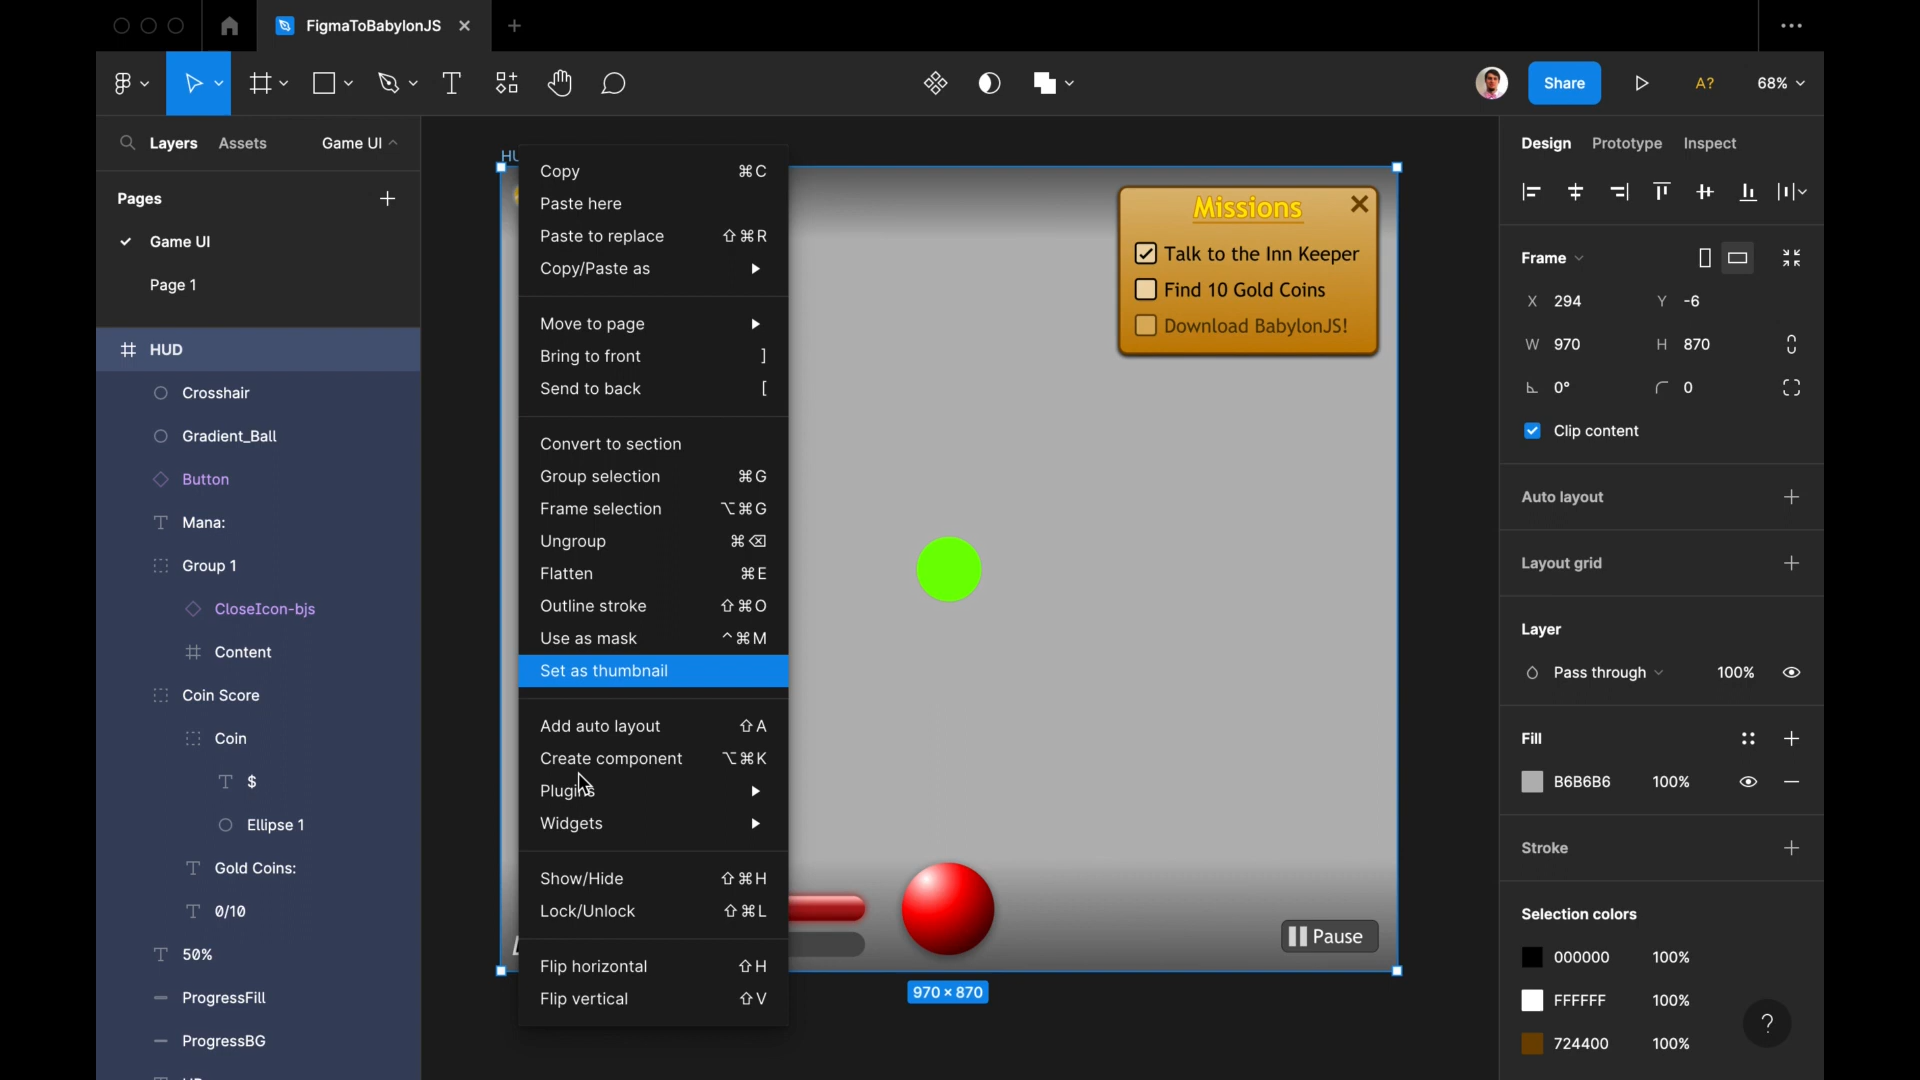 FigmaToBabylonJS
Share
A?
68%
Layers
Assets
Game UI
Pages
Game UI
Page 1
HUD
Crosshair
Gradient_Ball
Button
Mana:
Group 1
CloseIcon-bjs
Content
Coin Score
Coin
$
Ellipse 1
Gold Coins:
0/10
50%
ProgressFill
ProgressBG
Copy ⌘C
Paste here
Paste to replace ⇧⌘R
Copy/Paste as
Move to page
Bring to front ]
Send to back [
Convert to section
Group selection ⌘G
Frame selection ⌥⌘G
Ungroup ⌘⌫
Flatten ⌘E
Outline stroke ⇧⌘O
Use as mask ^⌘M
Set as thumbnail
Add auto layout ⇧A
Create component ⌥⌘K
Plugins
Widgets
Show/Hide ⇧⌘H
Lock/Unlock ⇧⌘L
Flip horizontal ⇧H
Flip vertical ⇧V
Missions
Talk to the Inn Keeper
Find 10 Gold Coins
Download BabylonJS!
Pause
970 × 870
Design
Prototype
Inspect
Frame
X 294 Y -6
W 970 H 870
0° 0
Clip content
Auto layout
Layout grid
Layer
Pass through 100%
Fill
B6B6B6 100%
Stroke
Selection colors
000000 100%
FFFFFF 100%
724400 100%
?